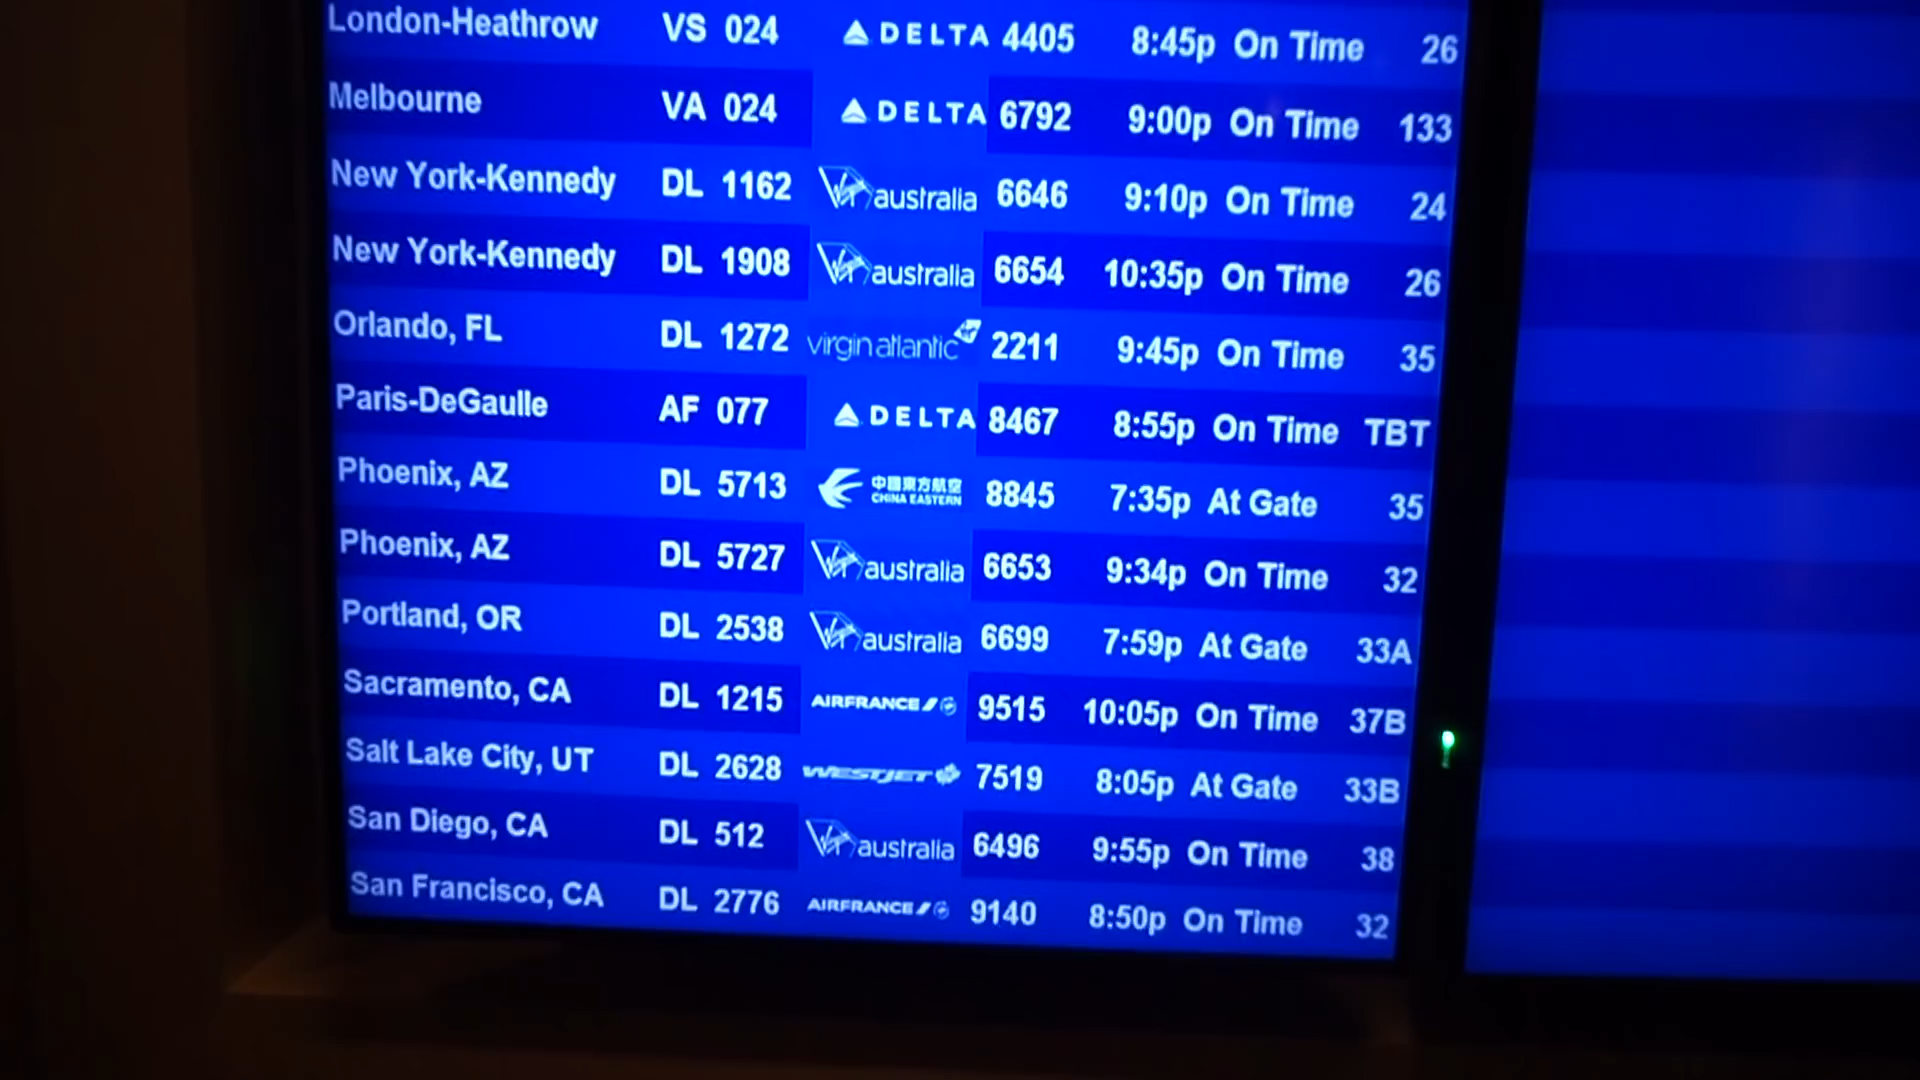 London-Heathrow VS 024 DELTA 4405 8:45p On Time 26
Melbourne VA 024 DELTA 6792 9:00p On Time 133
New York-Kennedy DL 1162 australia 6646 9:10p On Time 24
New York-Kennedy DL 1908 australia 6654 10:35p On Time 26
Orlando, FL DL 1272 virgin atlantic 2211 9:45p On Time 35
Paris-DeGaulle AF 077 DELTA 8467 8:55p On Time TBT
Phoenix, AZ DL 5713 中國東方航空 CHINA EASTERN 8845 7:35p At Gate 35
Phoenix, AZ DL 5727 australia 6653 9:34p On Time 32
Portland, OR DL 2538 australia 6699 7:59p At Gate 33A
Sacramento, CA DL 1215 AIRFRANCE 9515 10:05p On Time 37B
Salt Lake City, UT DL 2628 WESTJET 7519 8:05p At Gate 33B
San Diego, CA DL 512 australia 6496 9:55p On Time 38
San Francisco, CA DL 2776 AIRFRANCE 9140 8:50p On Time 32